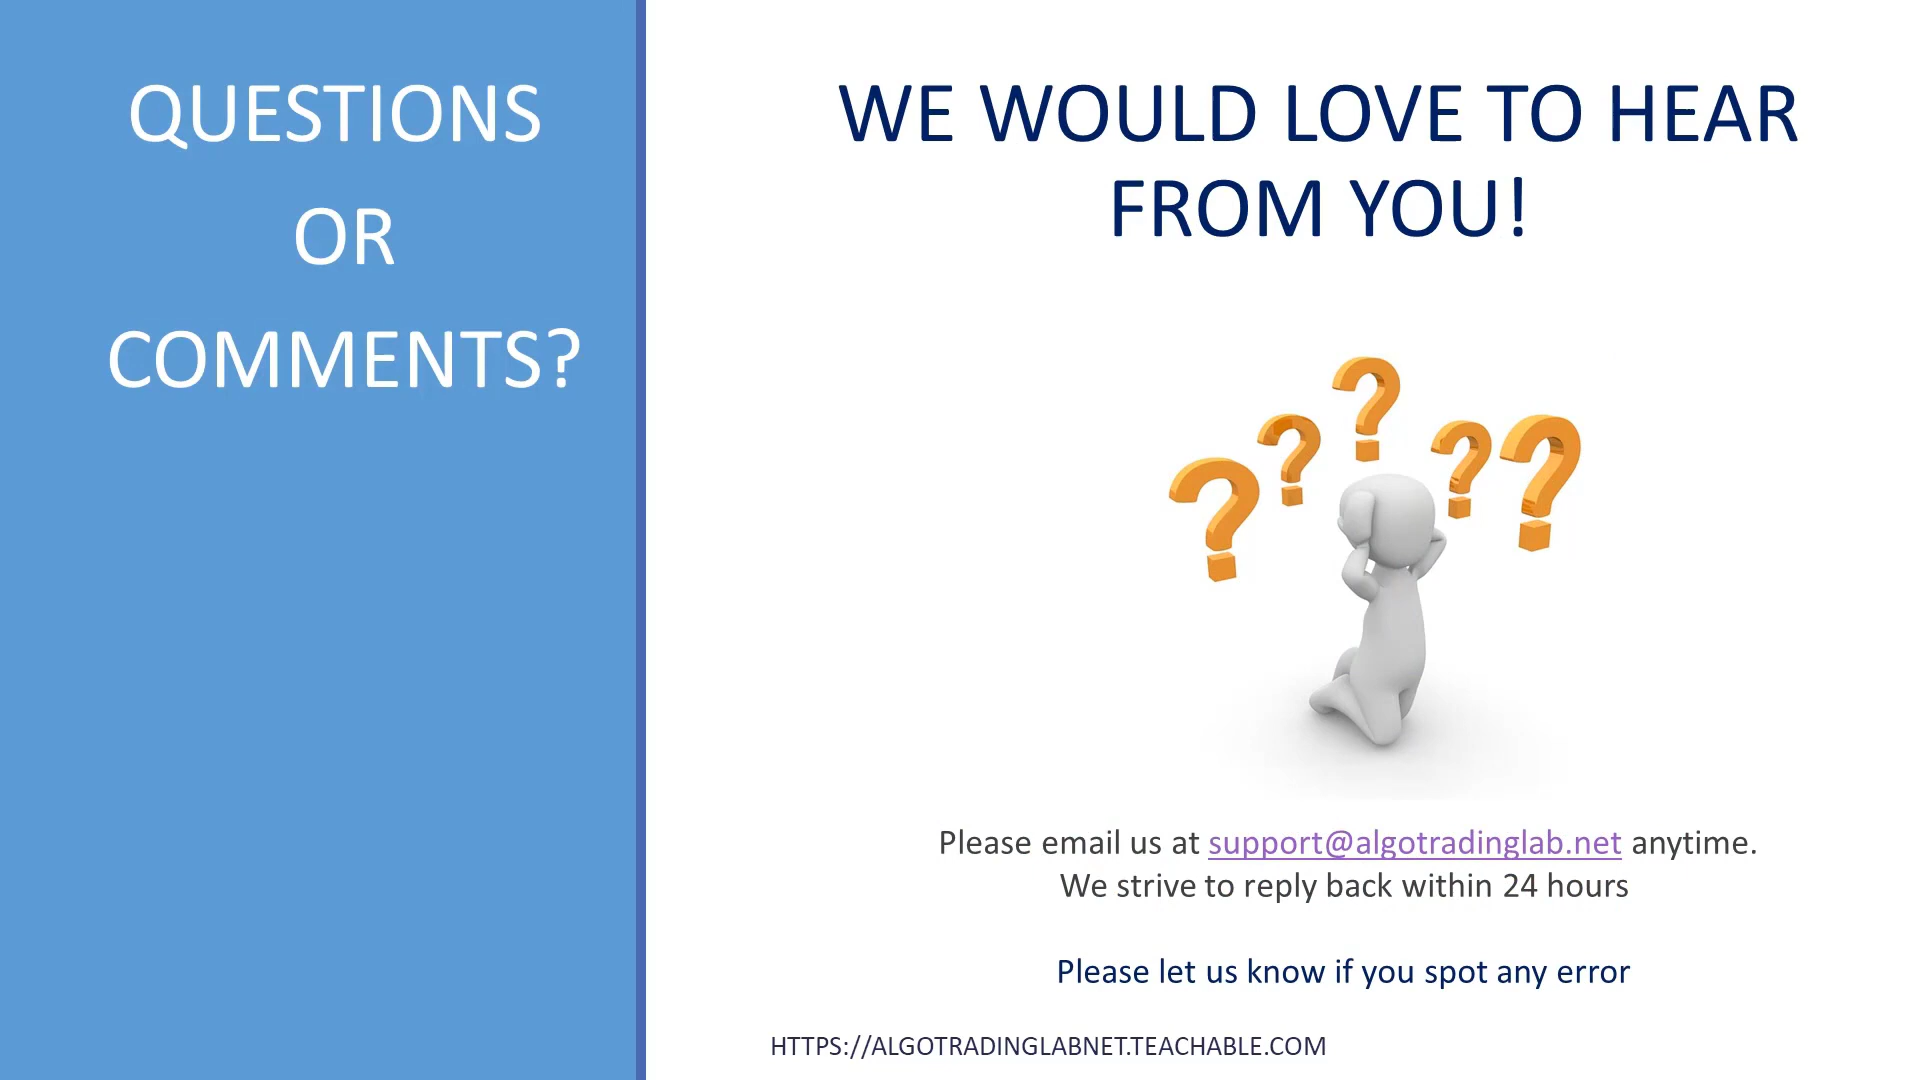 QUESTIONS
OR
COMMENTS?
WE WOULD LOVE TO HEAR
FROM YOU!
Please email us at support@algotradinglab.net anytime.
We strive to reply back within 24 hours
Please let us know if you spot any error
HTTPS://ALGOTRADINGLABNET.TEACHABLE.COM